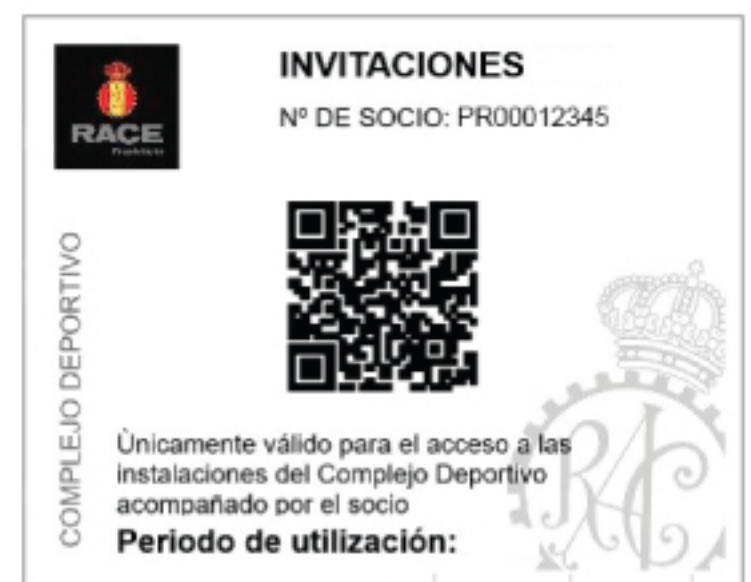 INVITACIONES
Nº DE SOCIO: PR00012345
RACE
COMPLEJO DEPORTIVO
Ùnicamente válido para el acceso a las
instalaciones del Complejo Deportivo
acompañado por el socio
Periodo de utilización: